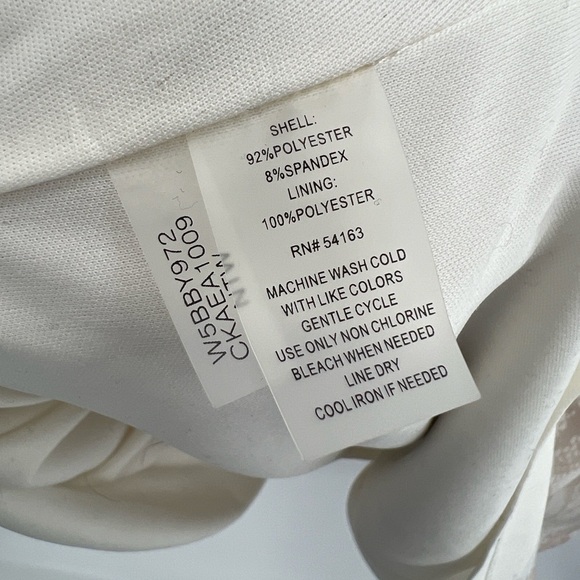 SHELL:
92%POLYESTER
8%SPANDEX
LINING:
100%POLYESTER
RN# 54163
MACHINE WASH COLD
WITH LIKE COLORS
GENTLE CYCLE
USE ONLY NON CHLORINE
BLEACH WHEN NEEDED
LINE DRY
COOL IRON IF NEEDED
W5BBY972
CKAEA1009
NTW